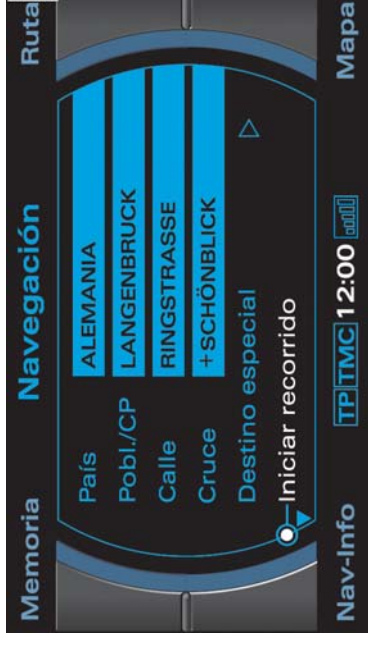 Memoria Navegación Ruta
País ALEMANIA
Pobl./CP LANGENBRUCK
Calle RINGSTRASSE
Cruce +SCHÖNBLICK
Destino especial
Iniciar recorrido
Nav-Info TP TMC 12:00 Mapa